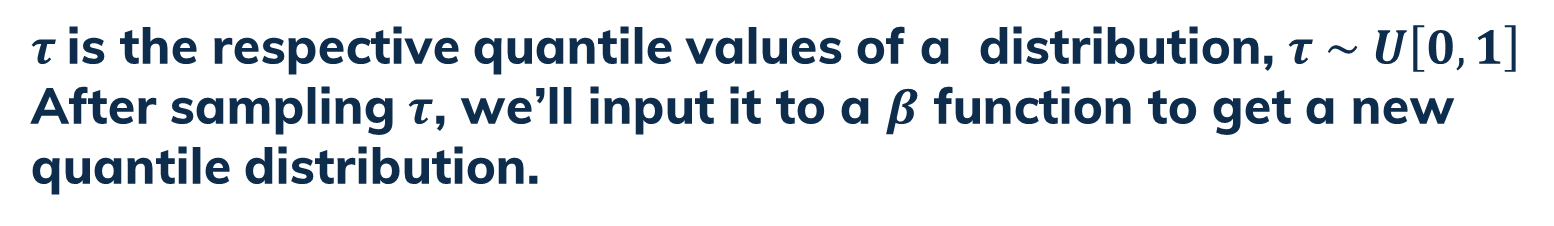 τ is the respective quantile values of a  distribution, τ ~ U[0, 1]
After sampling τ, we’ll input it to a β function to get a new
quantile distribution.